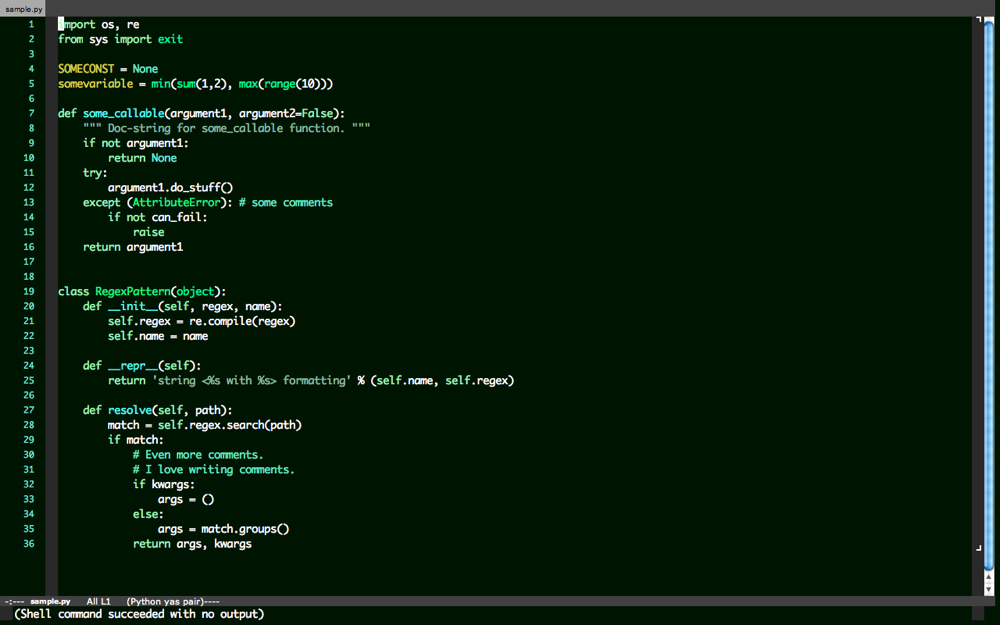 sample.py
1 import os, re
2 from sys import exit
3
4 SOMECONST = None
5 somevariable = min(sum(1,2), max(range(10)))
6
7 def some_callable(argument1, argument2=False):
8     """ Doc-string for some_callable function. """
9     if not argument1:
10         return None
11     try:
12         argument1.do_stuff()
13     except (AttributeError): # some comments
14         if not can_fail:
15             raise
16     return argument1
17
18
19 class RegexPattern(object):
20     def __init__(self, regex, name):
21         self.regex = re.compile(regex)
22         self.name = name
23
24     def __repr__(self):
25         return 'string <%s with %s> formatting' % (self.name, self.regex)
26
27     def resolve(self, path):
28         match = self.regex.search(path)
29         if match:
30             # Even more comments.
31             # I love writing comments.
32             if kwargs:
33                 args = ()
34             else:
35                 args = match.groups()
36             return args, kwargs
-:--- sample.py All L1 (Python yas pair)----
(Shell command succeeded with no output)